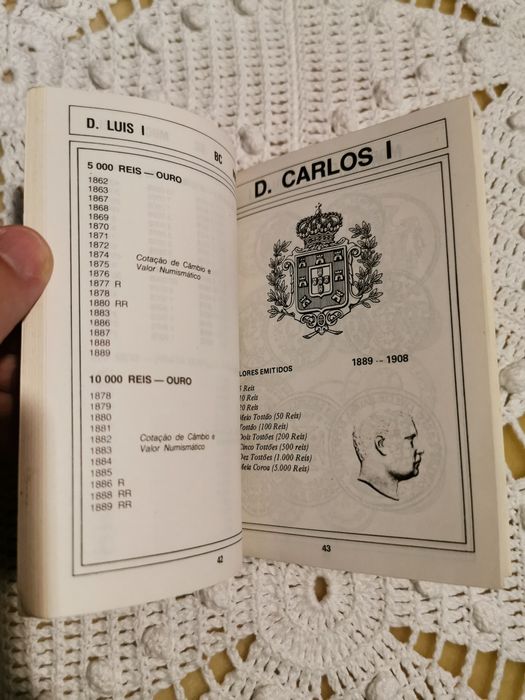 D. LUIS I
BC
5 000 REIS — OURO
1862
1863
1867
1868
1869
1870
1871
1872
1874
1875
1876
1877 R
1878
1880 RR
1883
1886
1887
1888
1889
Cotação de Câmbio e
Valor Numismático
10 000 REIS — OURO
1878
1879
1880
1881
1882
1883
1884
1885
1886 R
1888 RR
1889 RR
Cotação de Câmbio e
Valor Numismático
42
D. CARLOS I
LORES EMITIDOS
1889 - - 1908
5 Reis
10 Reis
20 Reis
Meio Tostão (50 Reis)
Tostão (100 Reis)
Dois Tostões (200 Reis)
Cinco Tostões (500 reis)
Dez Tostões (1.000 Reis)
Meia Coroa (5.000 Reis)
43